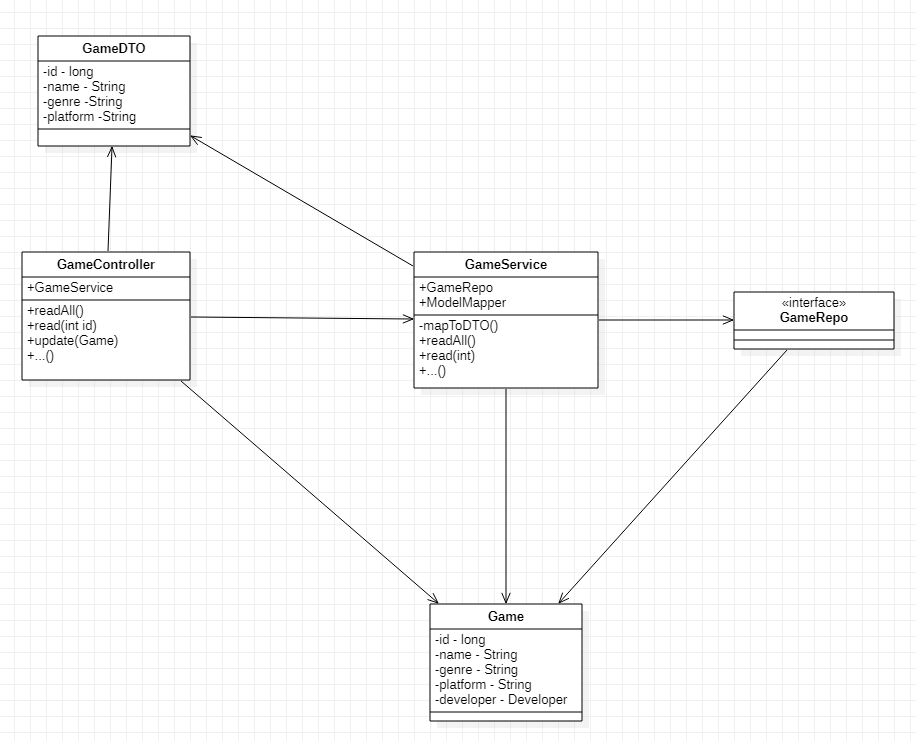 GameDTO
-id - long
-name - String
-genre -String
-platform -String
GameController
+GameService
+readAll()
+read(int id)
+update(Game)
+...()
GameService
+GameRepo
+ModelMapper
-mapToDTO()
+readAll()
+read(int)
+...()
«interface»
GameRepo
Game
-id - long
-name - String
-genre - String
-platform - String
-developer - Developer